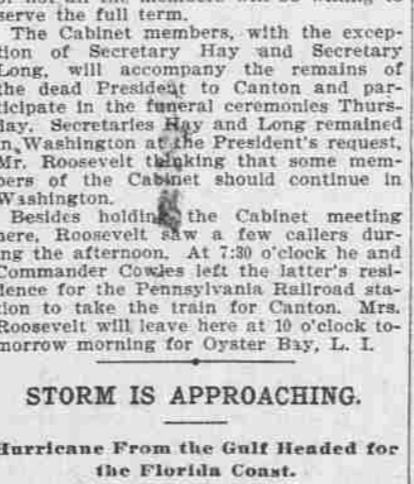 serve the full term.
The Cabinet members, with the excep-
tion of Secretary Hay and Secretary
Long, will accompany the remains of
the dead President to Canton and par-
ticipate in the funeral ceremonies Thurs-
day. Secretaries Hay and Long remained
in Washington at the President's request,
Mr. Roosevelt thinking that some mem-
bers of the Cabinet should continue in
Washington.
Besides holding the Cabinet meeting
here, Roosevelt saw a few callers dur-
ing the afternoon. At 7:30 o'clock he and
Commander Cowles left the latter's resi-
dence for the Pennsylvania Railroad sta-
tion to take the train for Canton. Mrs.
Roosevelt will leave here at 10 o'clock to-
morrow morning for Oyster Bay, L. I.
STORM IS APPROACHING.
Hurricane From the Gulf Headed for
the Florida Coast.